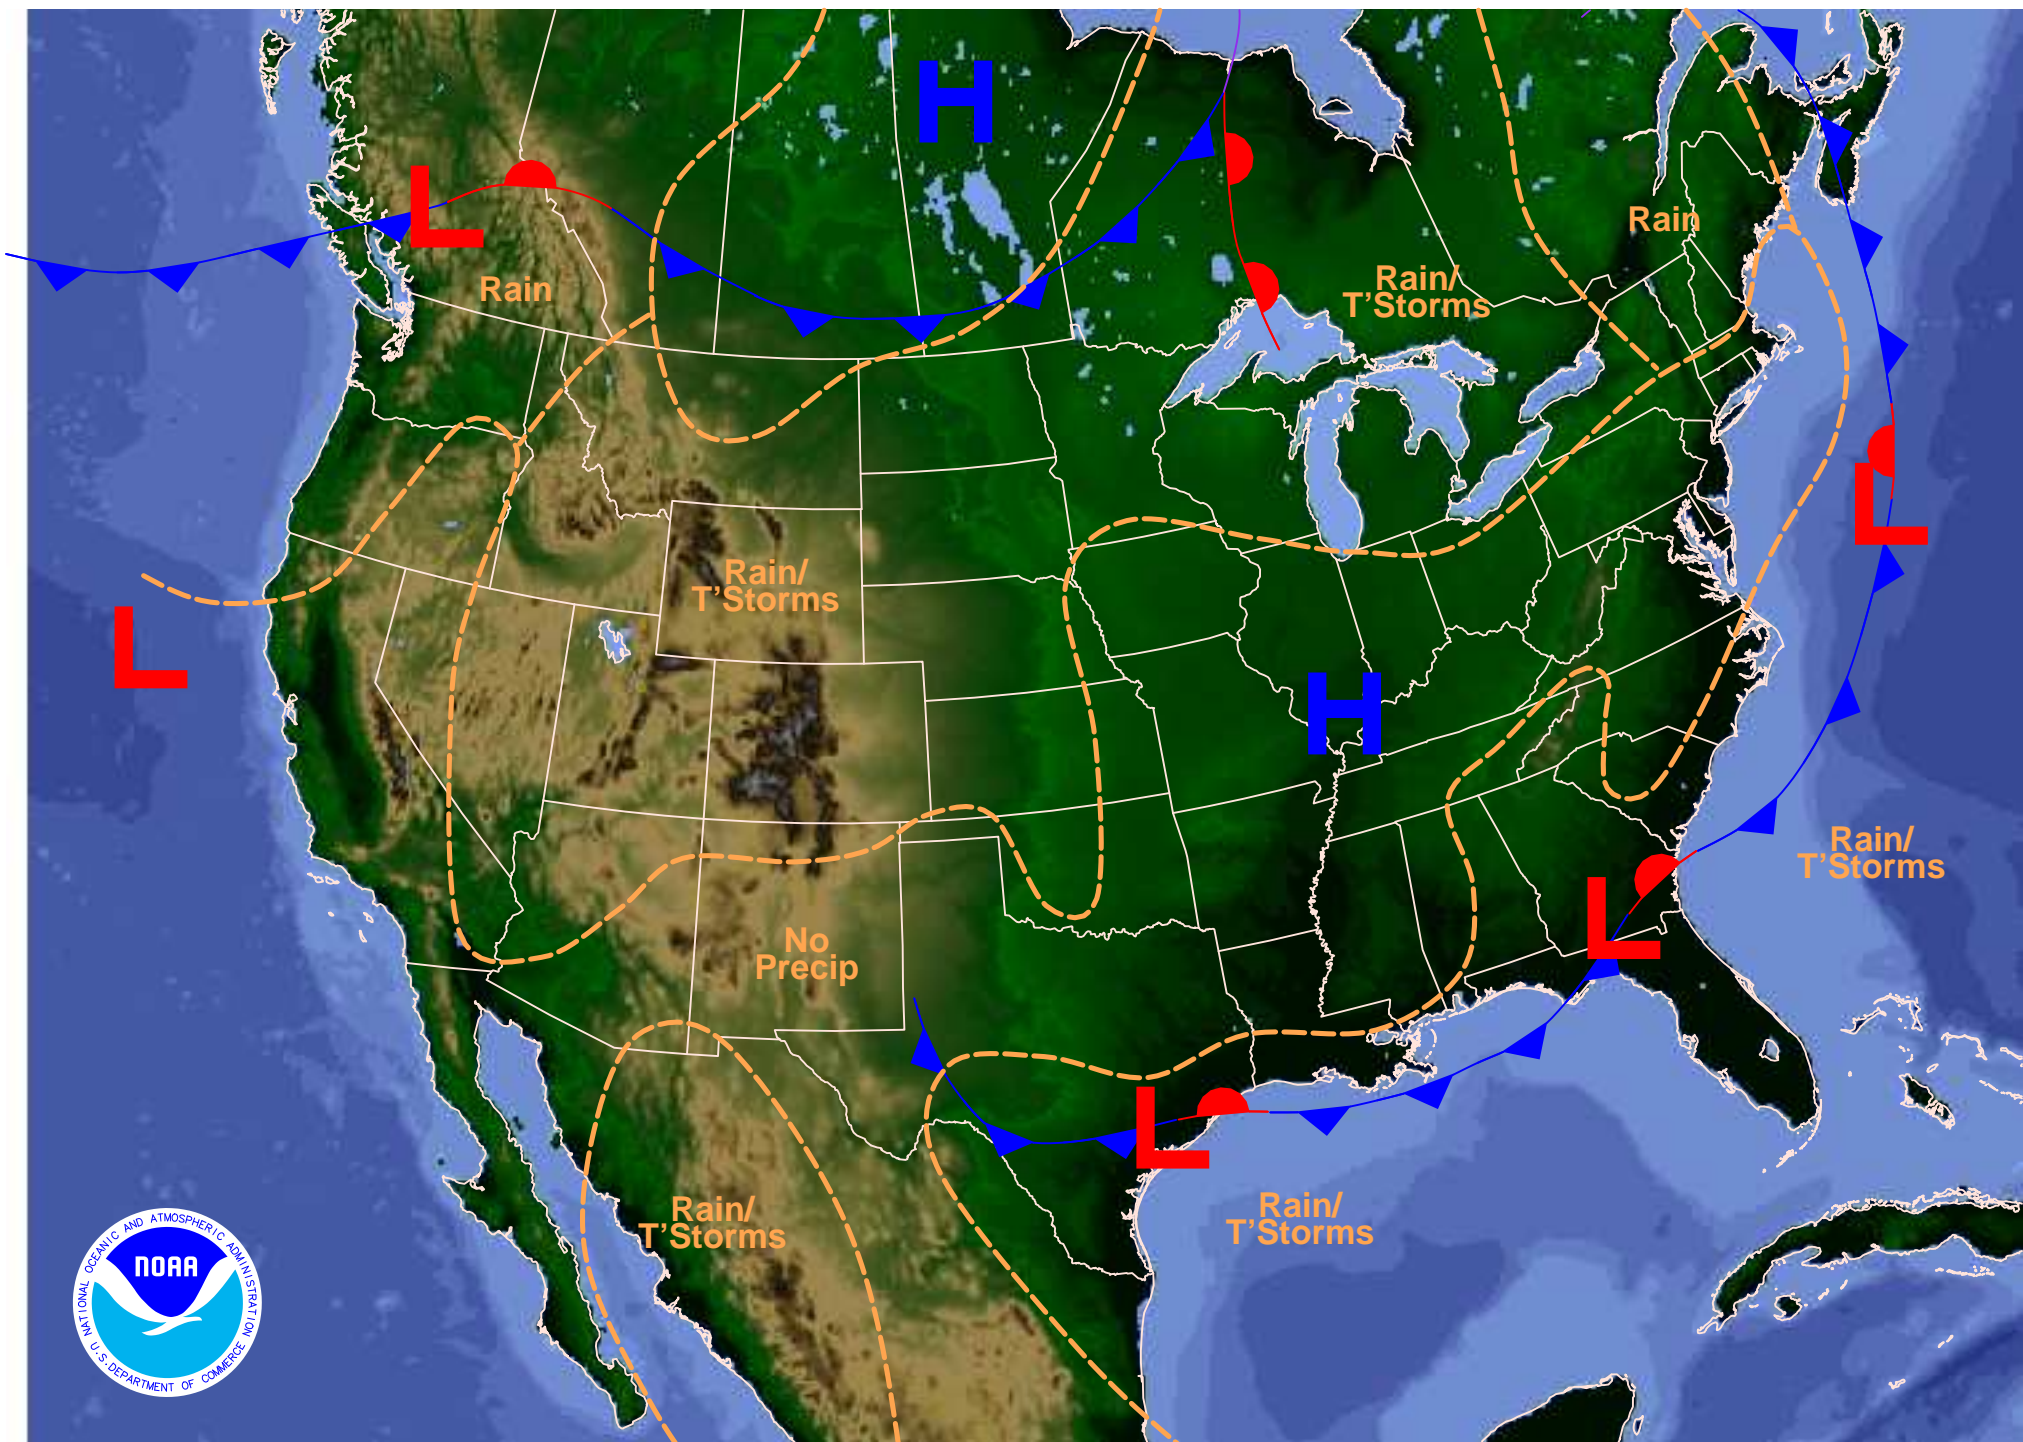 H
L
Rain
Rain
Rain/
T'Storms
L
Rain/
T'Storms
L
H
Rain/
T'Storms
L
No
Precip
L
Rain/
T'Storms
Rain/
T'Storms
NATIONAL OCEANIC AND ATMOSPHERIC ADMINISTRATION
NOAA
U.S. DEPARTMENT OF COMMERCE